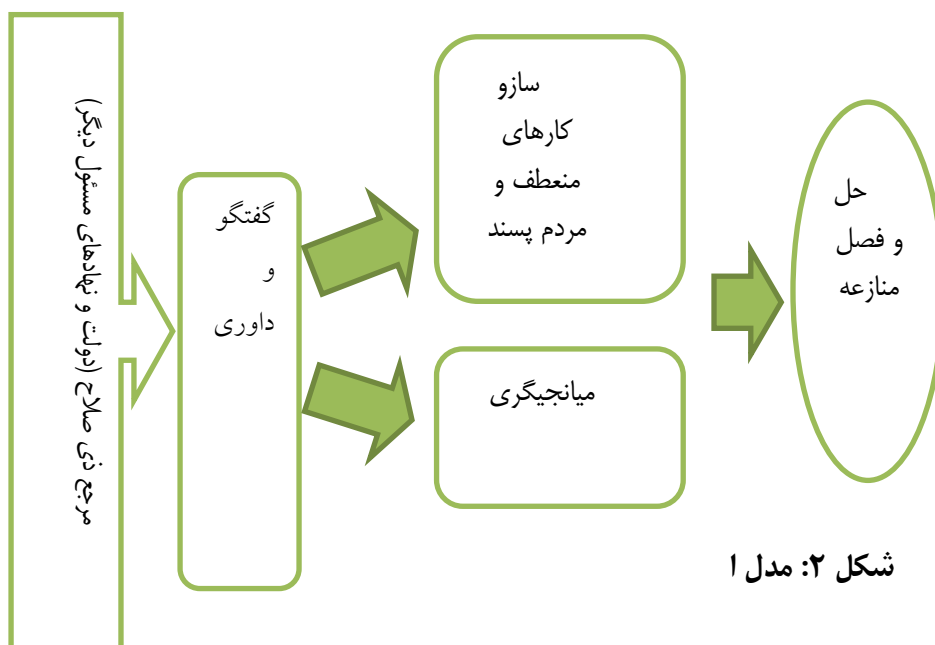 مرجع ذی صلاح (دولت و نهادهای مسئول دیگر)
گفتگو
و
داوری
سازو
کارهای
منعطف و
مردم پسند
میانجیگری
حل
و فصل
منازعه
شکل ۲: مدل ا